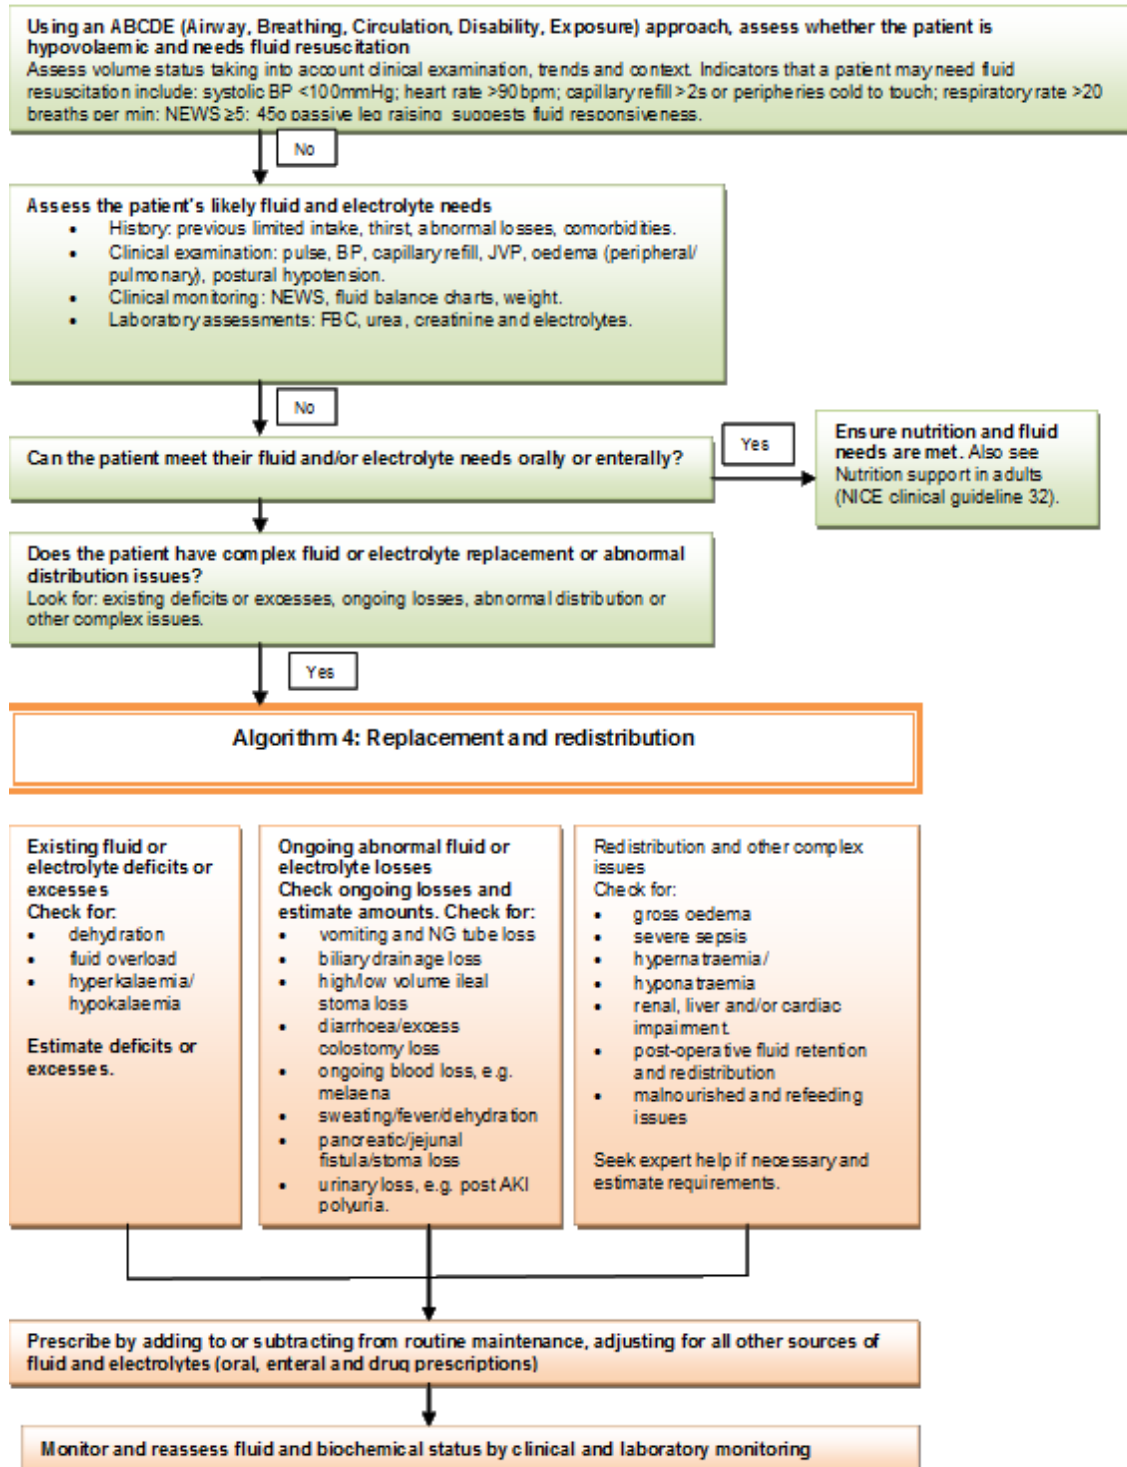 Using an ABCDE (Airway, Breathing, Circulation, Disability, Exposure) approach, assess whether the patient is
hypovolaemic and needs fluid resuscitation
Assess volume status taking into account clinical examination, trends and context. Indicators that a patient may need fluid
resuscitation include: systolic BP <100mmHg; heart rate >90bpm; capillary refill >2s or peripheries cold to touch; respiratory rate >20
breaths per min; NEWS ≥5; 45o passive leg raising suggests fluid responsiveness.
No
Assess the patient's likely fluid and electrolyte needs
• History: previous limited intake, thirst, abnormal losses, comorbidities.
• Clinical examination: pulse, BP, capillary refill, JVP, oedema (peripheral/
pulmonary), postural hypotension.
• Clinical monitoring: NEWS, fluid balance charts, weight.
• Laboratory assessments: FBC, urea, creatinine and electrolytes.
No
Can the patient meet their fluid and/or electrolyte needs orally or enterally?
Yes
Ensure nutrition and fluid
needs are met. Also see
Nutrition support in adults
(NICE clinical guideline 32).
Does the patient have complex fluid or electrolyte replacement or abnormal
distribution issues?
Look for: existing deficits or excesses, ongoing losses, abnormal distribution or
other complex issues.
Yes
Algorithm 4: Replacement and redistribution
Existing fluid or
electrolyte deficits or
excesses
Check for:
• dehydration
• fluid overload
• hyperkalaemia/
hypokalaemia
Estimate deficits or
excesses.
Ongoing abnormal fluid or
electrolyte losses
Check ongoing losses and
estimate amounts. Check for:
• vomiting and NG tube loss
• biliary drainage loss
• high/low volume ileal
stoma loss
• diarrhoea/excess
colostomy loss
• ongoing blood loss, e.g.
melaena
• sweating/fever/dehydration
• pancreatic/jejunal
fistula/stoma loss
• urinary loss, e.g. post AKI
polyuria.
Redistribution and other complex
issues
Check for:
• gross oedema
• severe sepsis
• hypernatraemia/
• hyponatraemia
• renal, liver and/or cardiac
impairment.
• post-operative fluid retention
and redistribution
• malnourished and refeeding
issues
Seek expert help if necessary and
estimate requirements.
Prescribe by adding to or subtracting from routine maintenance, adjusting for all other sources of
fluid and electrolytes (oral, enteral and drug prescriptions)
Monitor and reassess fluid and biochemical status by clinical and laboratory monitoring